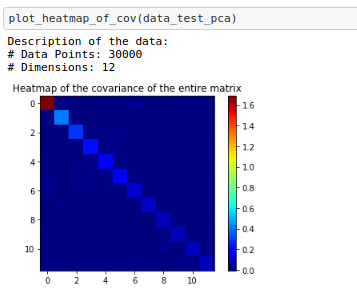 plot_heatmap_of_cov(data_test_pca)
Description of the data:
# Data Points: 30000
# Dimensions: 12
Heatmap of the covariance of the entire matrix
0
2
4
6
8
10
0 2 4 6 8 10
1.6
1.4
1.2
1.0
0.8
0.6
0.4
0.2
0.0